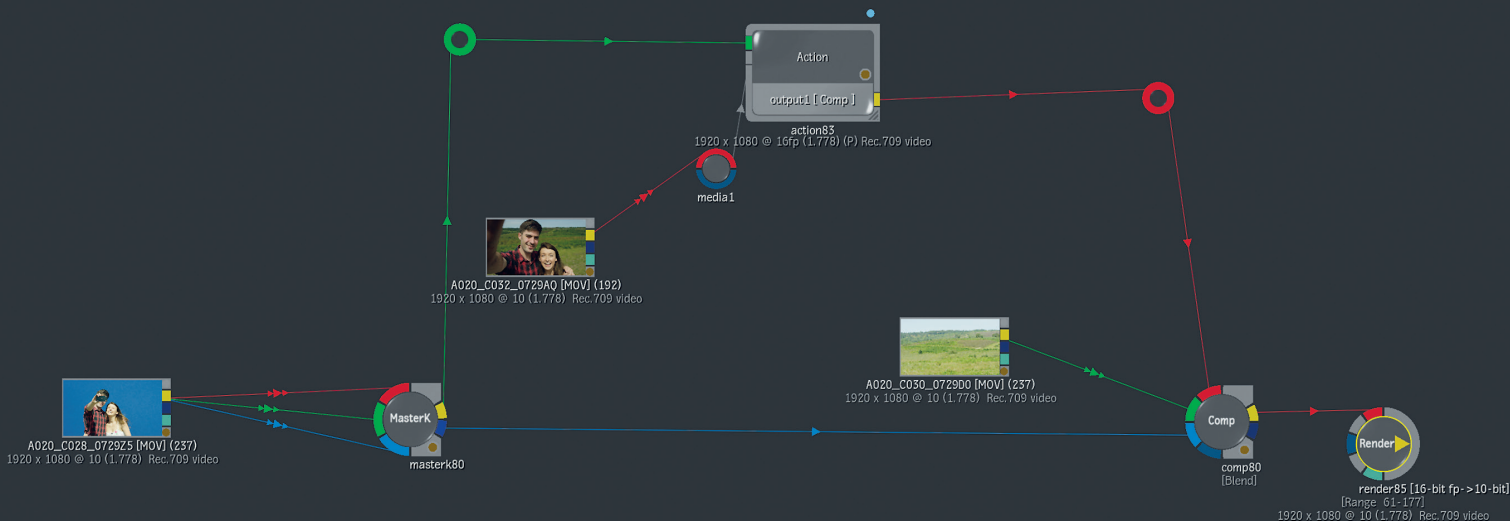 Action
output1 [ Comp ]
action83
1920 x 1080 @ 16fp (1.778) (P) Rec.709 video
media1
A020_C032_0729AQ [MOV] (192)
1920 x 1080 @ 10 (1.778) Rec.709 video
A020_C030_0729D0 [MOV] (237)
1920 x 1080 @ 10 (1.778) Rec.709 video
A020_C028_0729Z5 [MOV] (237)
1920 x 1080 @ 10 (1.778) Rec.709 video
MasterK
masterk80
Comp
comp80
[Blend]
Render
render85 [16-bit fp->10-bit]
[Range 61-177]
1920 x 1080 @ 10 (1.778) Rec.709 video